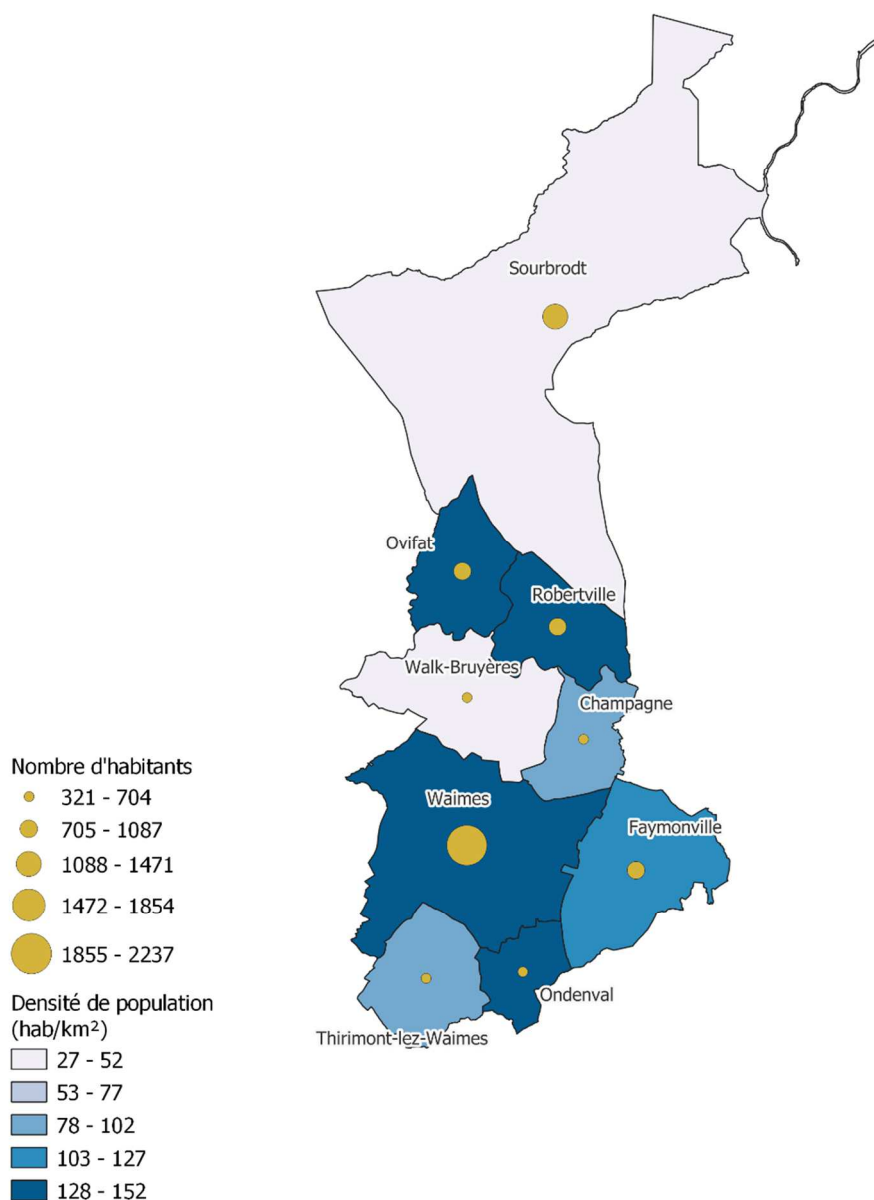 Sourbrodt
Ovifat
Robertville
Walk-Bruyères
Champagne
Waimes
Faymonville
Ondenval
Thirimont-lez-Waimes
Nombre d'habitants
321 - 704
705 - 1087
1088 - 1471
1472 - 1854
1855 - 2237
Densité de population
(hab/km²)
27 - 52
53 - 77
78 - 102
103 - 127
128 - 152